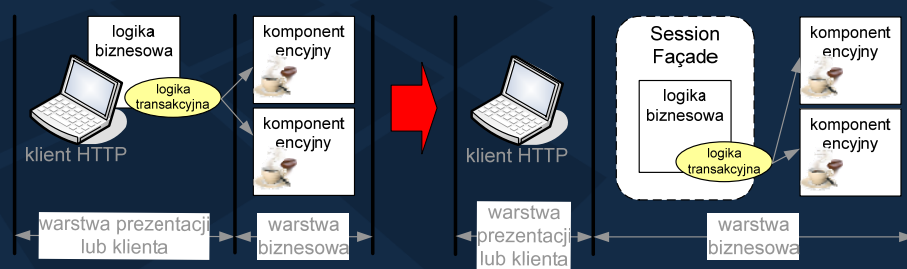 logika
biznesowa
logika
transakcyjna
klient HTTP
komponent
encyjny
komponent
encyjny
warstwa prezentacji
lub klienta
warstwa
biznesowa
klient HTTP
Session
Façade
logika
biznesowa
logika
transakcyjna
komponent
encyjny
komponent
encyjny
warstwa
prezentacji
lub klienta
warstwa
biznesowa